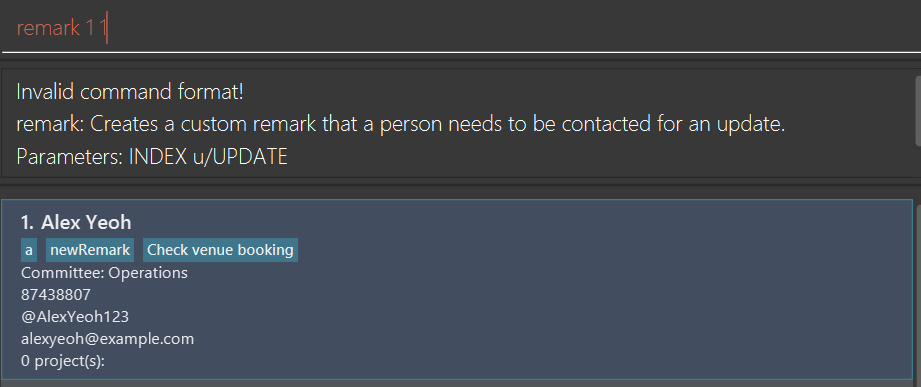 remark 1 1
Invalid command format!
remark: Creates a custom remark that a person needs to be contacted for an update.
Parameters: INDEX u/UPDATE
1. Alex Yeoh
a newRemark Check venue booking
Committee: Operations
87438807
@AlexYeoh123
alexyeoh@example.com
0 project(s):